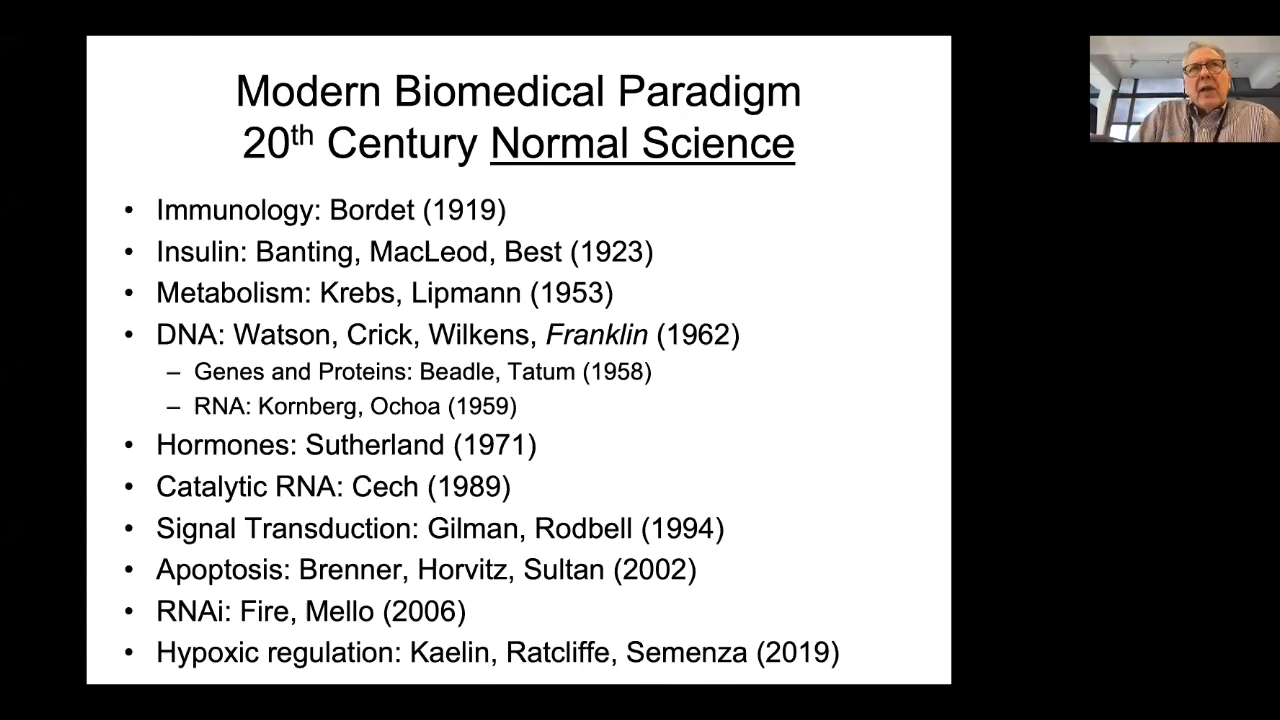 Modern Biomedical Paradigm
20th Century Normal Science
• Immunology: Bordet (1919)
• Insulin: Banting, MacLeod, Best (1923)
• Metabolism: Krebs, Lipmann (1953)
• DNA: Watson, Crick, Wilkens, Franklin (1962)
– Genes and Proteins: Beadle, Tatum (1958)
– RNA: Kornberg, Ochoa (1959)
• Hormones: Sutherland (1971)
• Catalytic RNA: Cech (1989)
• Signal Transduction: Gilman, Rodbell (1994)
• Apoptosis: Brenner, Horvitz, Sultan (2002)
• RNAi: Fire, Mello (2006)
• Hypoxic regulation: Kaelin, Ratcliffe, Semenza (2019)